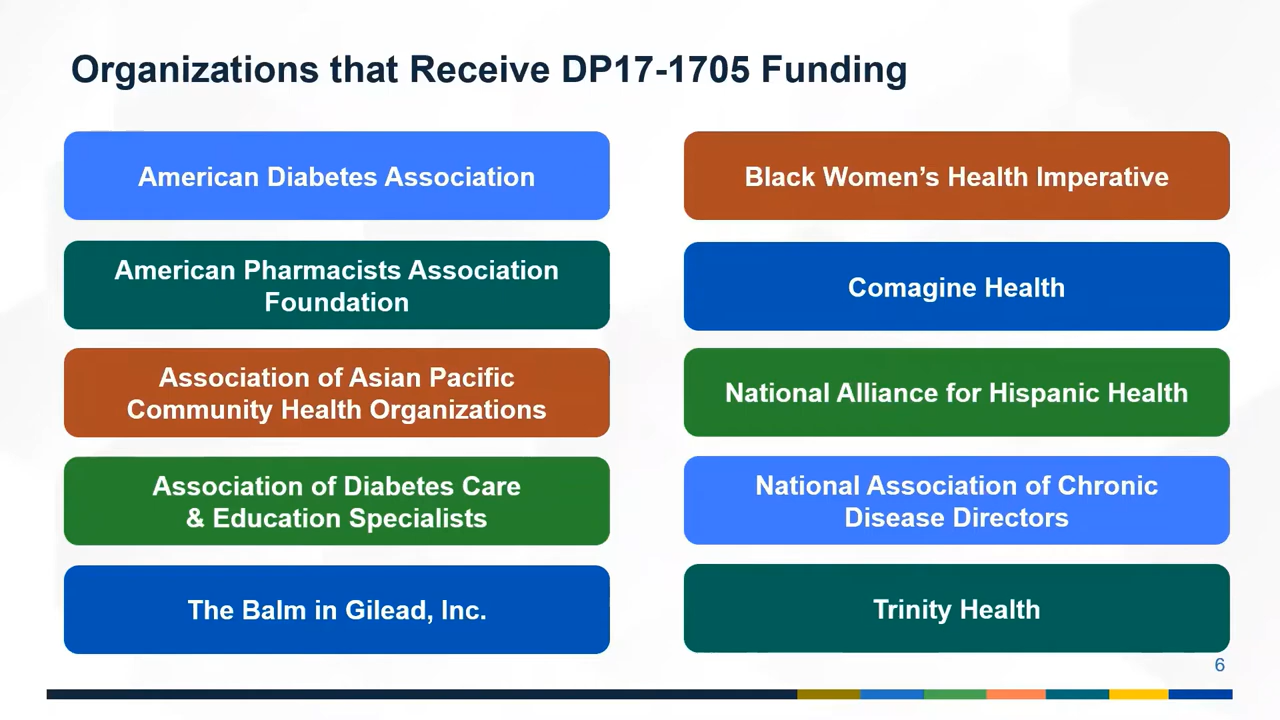 Organizations that Receive DP17-1705 Funding
American Diabetes Association
American Pharmacists Association
Foundation
Association of Asian Pacific
Community Health Organizations
Association of Diabetes Care
& Education Specialists
The Balm in Gilead, Inc.
Black Women’s Health Imperative
Comagine Health
National Alliance for Hispanic Health
National Association of Chronic
Disease Directors
Trinity Health
6